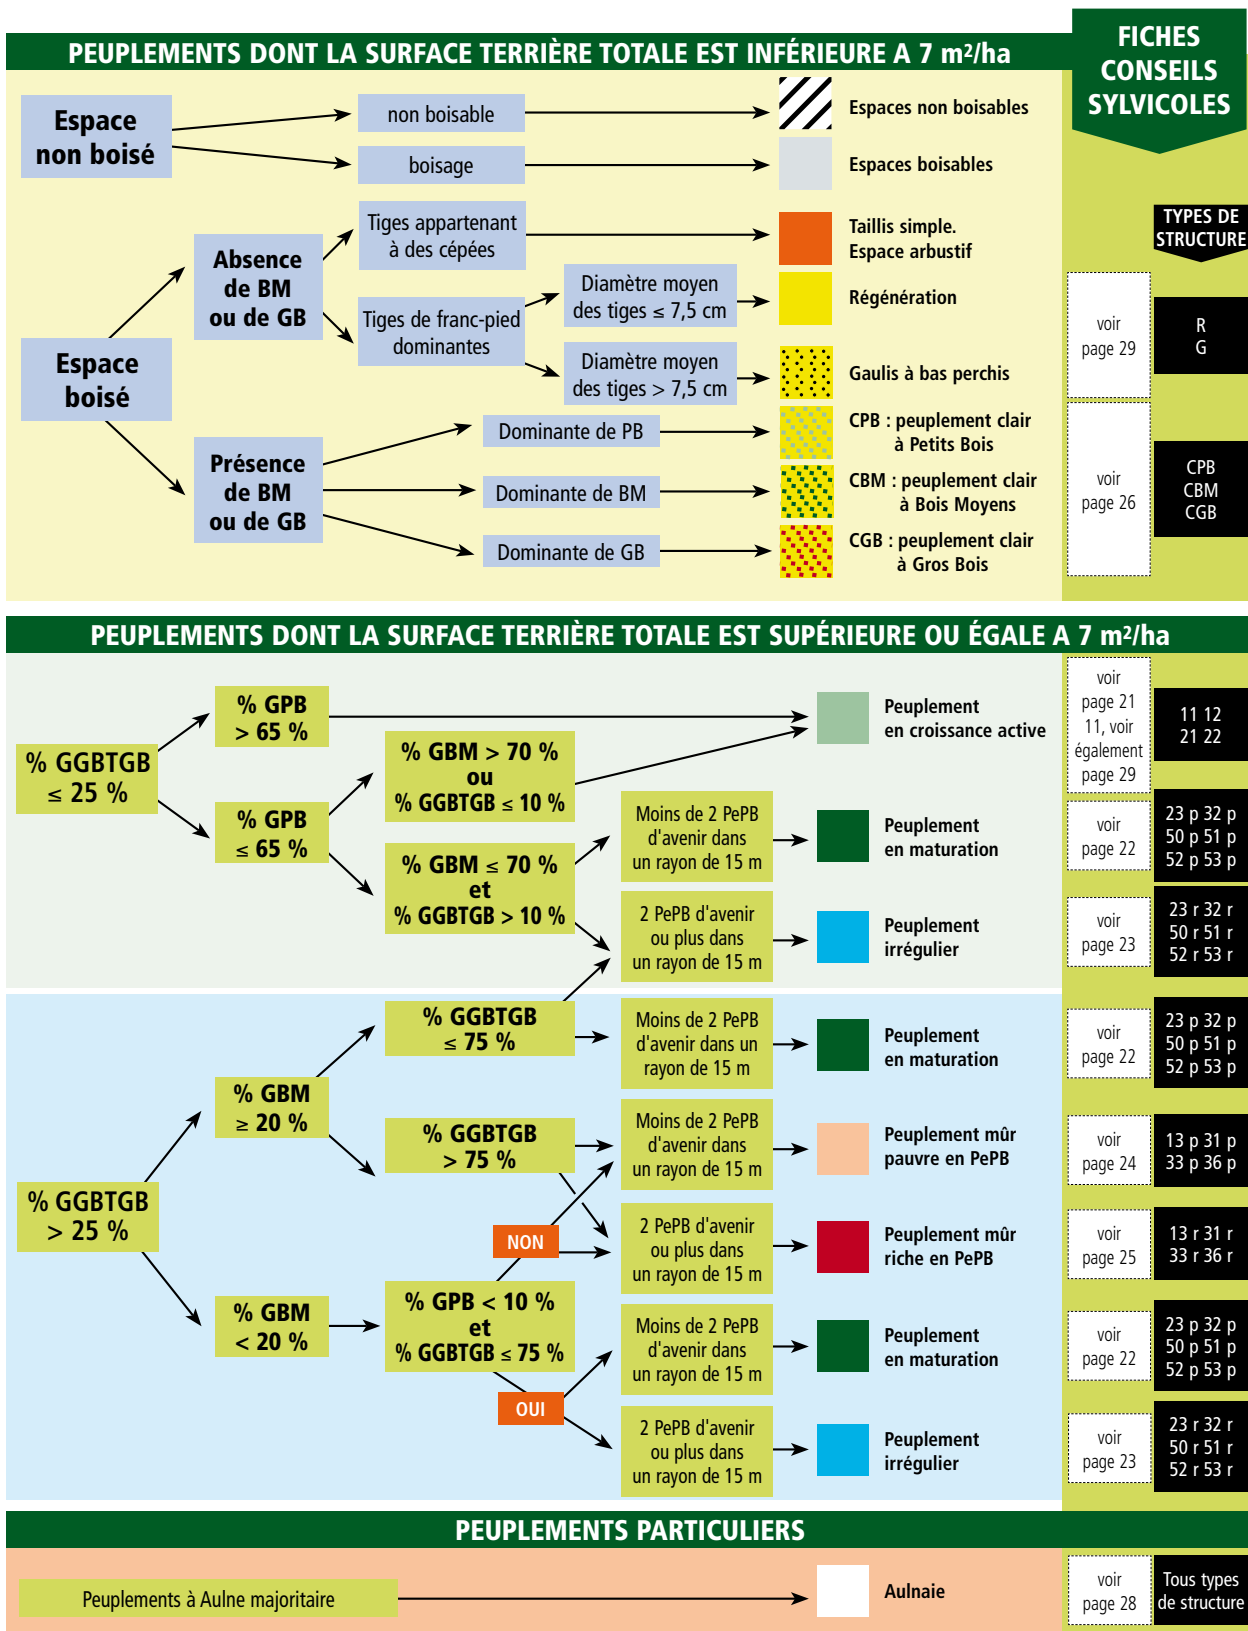 PEUPLEMENTS DONT LA SURFACE TERRIÈRE TOTALE EST INFÉRIEURE A 7 m²/ha
FICHES
CONSEILS
SYLVICOLES
TYPES DE
STRUCTURE
Espace
non boisé
non boisable
Espaces non boisables
boisage
Espaces boisables
Espace
boisé
Absence
de BM
ou de GB
Tiges appartenant
à des cépées
Taillis simple.
Espace arbustif
Tiges de franc-pied
dominantes
Diamètre moyen
des tiges ≤ 7,5 cm
Régénération
Diamètre moyen
des tiges > 7,5 cm
Gaulis à bas perchis
voir
page 29
R
G
Présence
de BM
ou de GB
Dominante de PB
CPB : peuplement clair
à Petits Bois
Dominante de BM
CBM : peuplement clair
à Bois Moyens
Dominante de GB
CGB : peuplement clair
à Gros Bois
voir
page 26
CPB
CBM
CGB
PEUPLEMENTS DONT LA SURFACE TERRIÈRE TOTALE EST SUPÉRIEURE OU ÉGALE A 7 m²/ha
% GGBTGB
≤ 25 %
% GPB
> 65 %
Peuplement
en croissance active
voir
page 21
11, voir
également
page 29
11 12
21 22
% GPB
≤ 65 %
% GBM > 70 %
ou
% GGBTGB ≤ 10 %
% GBM ≤ 70 %
et
% GGBTGB > 10 %
Moins de 2 PePB
d'avenir dans
un rayon de 15 m
Peuplement
en maturation
voir
page 22
23 p 32 p
50 p 51 p
52 p 53 p
2 PePB d'avenir
ou plus dans
un rayon de 15 m
Peuplement
irrégulier
voir
page 23
23 r 32 r
50 r 51 r
52 r 53 r
% GGBTGB
> 25 %
% GBM
≥ 20 %
% GGBTGB
≤ 75 %
Moins de 2 PePB
d'avenir dans un
rayon de 15 m
Peuplement
en maturation
voir
page 22
23 p 32 p
50 p 51 p
52 p 53 p
% GGBTGB
> 75 %
Moins de 2 PePB
d'avenir dans
un rayon de 15 m
Peuplement mûr
pauvre en PePB
voir
page 24
13 p 31 p
33 p 36 p
NON
2 PePB d'avenir
ou plus dans
un rayon de 15 m
Peuplement mûr
riche en PePB
voir
page 25
13 r 31 r
33 r 36 r
% GBM
< 20 %
% GPB < 10 %
et
% GGBTGB ≤ 75 %
OUI
Moins de 2 PePB
d'avenir dans
un rayon de 15 m
Peuplement
en maturation
voir
page 22
23 p 32 p
50 p 51 p
52 p 53 p
2 PePB d'avenir
ou plus dans
un rayon de 15 m
Peuplement
irrégulier
voir
page 23
23 r 32 r
50 r 51 r
52 r 53 r
PEUPLEMENTS PARTICULIERS
Peuplements à Aulne majoritaire
Aulnaie
voir
page 28
Tous types
de structure